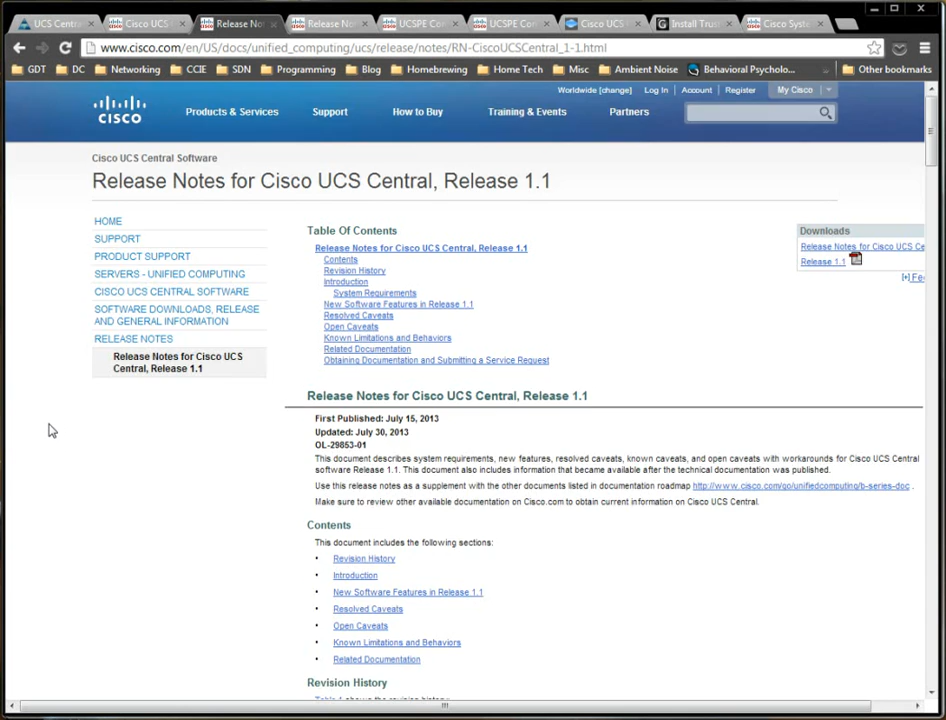 UCS Centra
Cisco UCS
Release No
Release No
UCSPE Con
UCSPE Con
Cisco UCS
Install Trus
Cisco Syste
www.cisco.com/en/US/docs/unified_computing/ucs/release/notes/RN-CiscoUCSCentral_1-1.html
GDT DC Networking CCIE SDN Programming Blog Homebrewing Home Tech Misc Ambient Noise Behavioral Psycholo... » Other bookmarks
Worldwide [change] Log In Account Register My Cisco
CISCO
Products & Services Support How to Buy Training & Events Partners
Cisco UCS Central Software
Release Notes for Cisco UCS Central, Release 1.1
HOME
SUPPORT
PRODUCT SUPPORT
SERVERS - UNIFIED COMPUTING
CISCO UCS CENTRAL SOFTWARE
SOFTWARE DOWNLOADS, RELEASE
AND GENERAL INFORMATION
RELEASE NOTES
Release Notes for Cisco UCS
Central, Release 1.1
Table Of Contents
Release Notes for Cisco UCS Central, Release 1.1
Contents
Revision History
Introduction
System Requirements
New Software Features in Release 1.1
Resolved Caveats
Open Caveats
Known Limitations and Behaviors
Related Documentation
Obtaining Documentation and Submitting a Service Request
Downloads
Release Notes for Cisco UCS Ce
Release 1.1
[+] Fe
Release Notes for Cisco UCS Central, Release 1.1
First Published: July 15, 2013
Updated: July 30, 2013
OL-29853-01
This document describes system requirements, new features, resolved caveats, known caveats, and open caveats with workarounds for Cisco UCS Central
software Release 1.1. This document also includes information that became available after the technical documentation was published.
Use this release notes as a supplement with the other documents listed in documentation roadmap http://www.cisco.com/go/unifiedcomputing/b-series-doc .
Make sure to review other available documentation on Cisco.com to obtain current information on Cisco UCS Central.
Contents
This document includes the following sections:
• Revision History
• Introduction
• New Software Features in Release 1.1
• Resolved Caveats
• Open Caveats
• Known Limitations and Behaviors
• Related Documentation
Revision History
Table 1 shows the revision history: